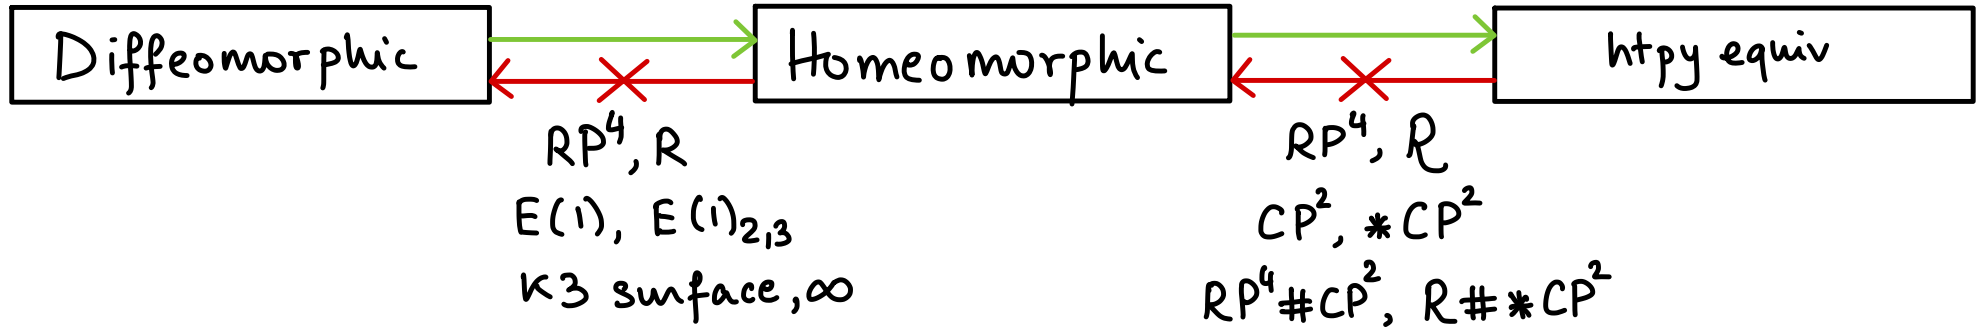 Diffeomorphic
Homeomorphic
htpy equiv
RP⁴, R
E(1), E(1)₂,₃
K3 surface, ∞
RP⁴, R
CP², *CP²
RP⁴#CP², R#*CP²